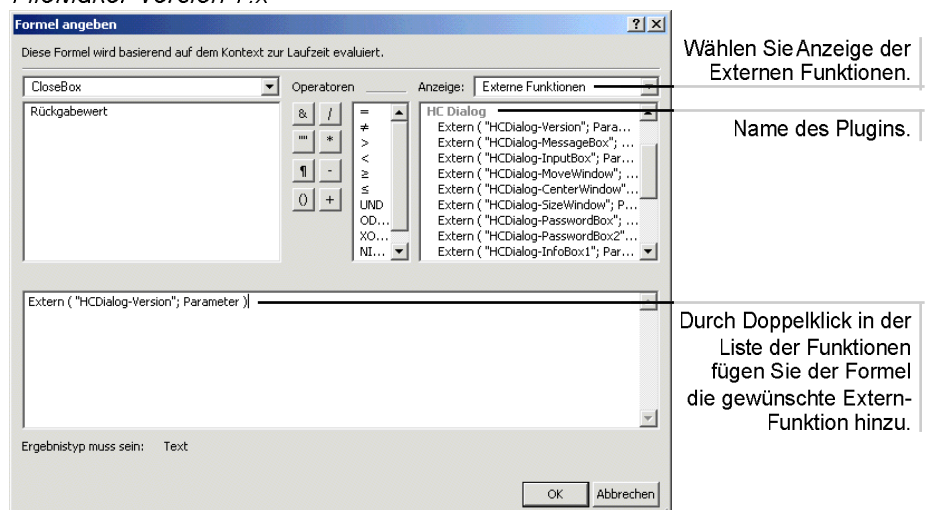 FileMaker Version 7.x
Formel angeben
Diese Formel wird basierend auf dem Kontext zur Laufzeit evaluiert.
CloseBox
Operatoren
Anzeige: Externe Funktionen
Rückgabewert
& /
"" *
¶ -
() +
=
≠
>
<
≥
≤
UND
OD...
XO...
NI...
HC Dialog
Extern ( "HCDialog-Version"; Para...
Extern ( "HCDialog-MessageBox"; ...
Extern ( "HCDialog-InputBox"; Par...
Extern ( "HCDialog-MoveWindow"; ...
Extern ( "HCDialog-CenterWindow"...
Extern ( "HCDialog-SizeWindow"; P...
Extern ( "HCDialog-PasswordBox"; ...
Extern ( "HCDialog-PasswordBox2"...
Extern ( "HCDialog-InfoBox1"; Par...
Extern ( "HCDialog-Version"; Parameter )
Ergebnistyp muss sein: Text
OK
Abbrechen
Wählen Sie Anzeige der
Externen Funktionen.
Name des Plugins.
Durch Doppelklick in der
Liste der Funktionen
fügen Sie der Formel
die gewünschte Extern-
Funktion hinzu.